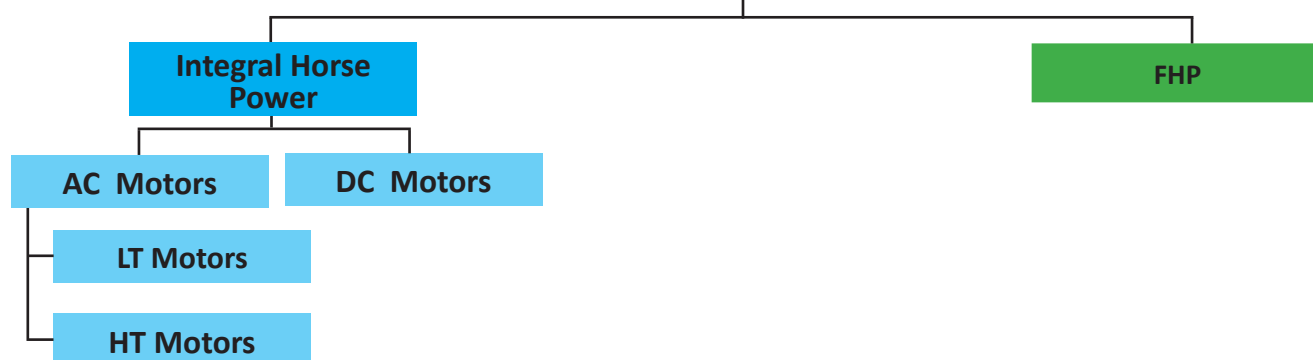 Integral Horse
Power
FHP
AC Motors
DC Motors
LT Motors
HT Motors